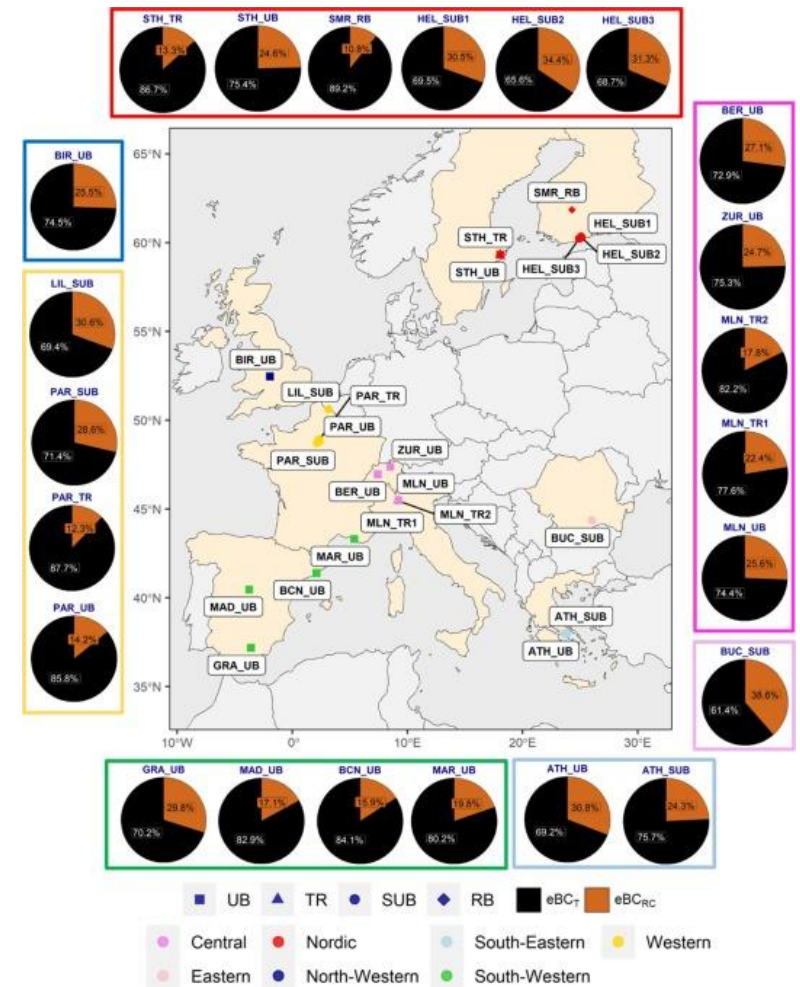 STH_TR STH_UB SMR_RB HEL_SUB1 HEL_SUB2 HEL_SUB3
13.3% 24.6% 10.8% 30.5% 34.4% 31.3%
86.7% 75.4% 89.2% 69.5% 65.6% 68.7%
BIR_UB
25.5%
74.5%
LIL_SUB
30.6%
69.4%
PAR_SUB
28.6%
71.4%
PAR_TR
12.3%
87.7%
PAR_UB
14.2%
85.8%
65°N
60°N
55°N
50°N
45°N
40°N
35°N
10°W 0° 10°E 20°E 30°E
SMR_RB
HEL_SUB1
STH_TR
HEL_SUB2
STH_UB
HEL_SUB3
BIR_UB
LIL_SUB
PAR_TR
PAR_UB
PAR_SUB
ZUR_UB
BER_UB
MLN_UB
MLN_TR2
MLN_TR1
MAR_UB
BUC_SUB
BCN_UB
MAD_UB
ATH_SUB
ATH_UB
GRA_UB
BER_UB
27.1%
72.9%
ZUR_UB
24.7%
75.3%
MLN_TR2
17.8%
82.2%
MLN_TR1
22.4%
77.6%
MLN_UB
25.6%
74.4%
BUC_SUB
38.6%
61.4%
GRA_UB MAD_UB BCN_UB MAR_UB ATH_UB ATH_SUB
29.8% 17.1% 15.9% 19.8% 30.8% 24.3%
70.2% 82.9% 84.1% 80.2% 69.2% 75.7%
UB TR SUB RB eBC_T eBC_RC
Central Nordic South-Eastern Western
Eastern North-Western South-Western